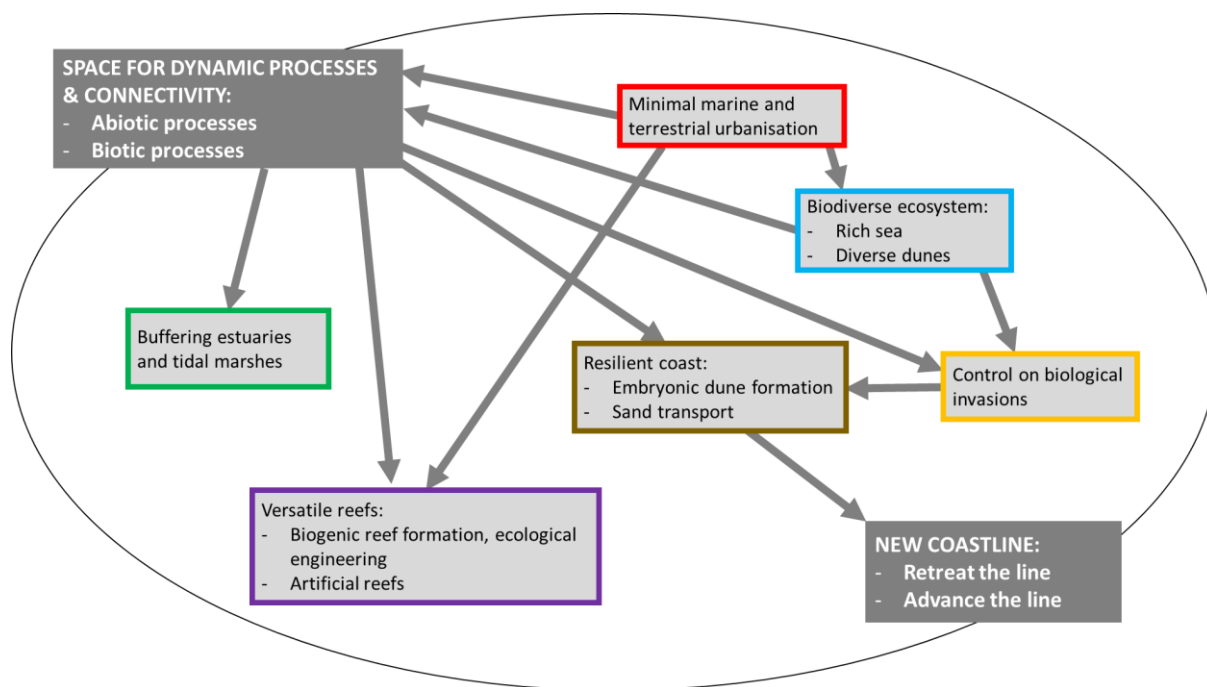 SPACE FOR DYNAMIC PROCESSES
& CONNECTIVITY:
- Abiotic processes
- Biotic processes
Minimal marine and
terrestrial urbanisation
Biodiverse ecosystem:
- Rich sea
- Diverse dunes
Buffering estuaries
and tidal marshes
Resilient coast:
- Embryonic dune formation
- Sand transport
Control on biological
invasions
Versatile reefs:
- Biogenic reef formation, ecological
engineering
- Artificial reefs
NEW COASTLINE:
- Retreat the line
- Advance the line